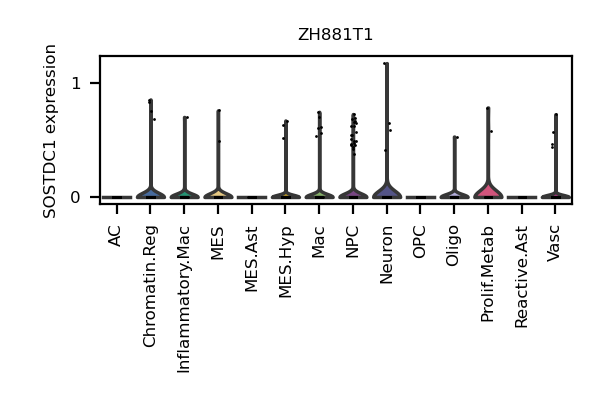 ZH881T1
SOSTDC1 expression
1
0
AC
Chromatin.Reg
Inflammatory.Mac
MES
MES.Ast
MES.Hyp
Mac
NPC
Neuron
OPC
Oligo
Prolif.Metab
Reactive.Ast
Vasc